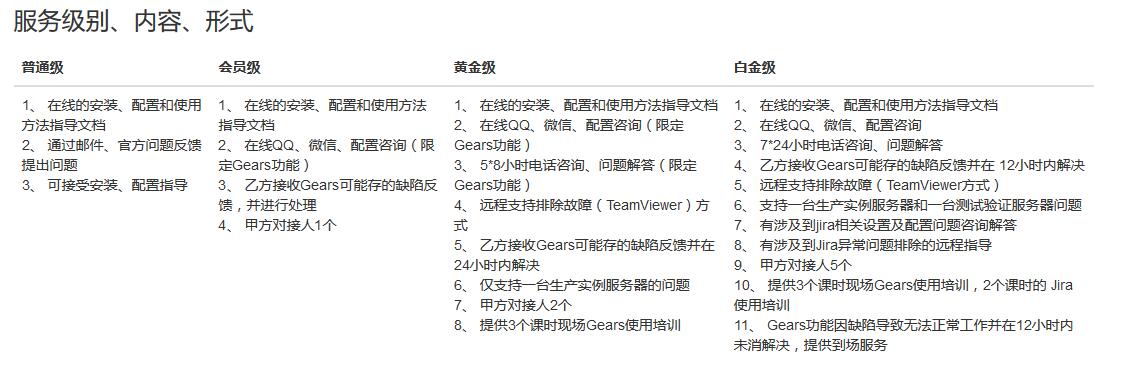 服务级别、内容、形式
普通级
1、 在线的安装、配置和使用
方法指导文档
2、 通过邮件、官方问题反馈
提出问题
3、 可接受安装、配置指导
会员级
1、 在线的安装、配置和使用方法
指导文档
2、 在线QQ、微信、配置咨询（限
定Gears功能）
3、 乙方接收Gears可能存的缺陷反
馈，并进行处理
4、 甲方对接人1个
黄金级
1、 在线的安装、配置和使用方法指导文档
2、 在线QQ、微信、配置咨询（限定
Gears功能）
3、 5*8小时电话咨询、问题解答（限定
Gears功能）
4、 远程支持排除故障（TeamViewer）方
式
5、 乙方接收Gears可能存的缺陷反馈并在
24小时内解决
6、 仅支持一台生产实例服务器的问题
7、 甲方对接人2个
8、 提供3个课时现场Gears使用培训
白金级
1、 在线的安装、配置和使用方法指导文档
2、 在线QQ、微信、配置咨询
3、 7*24小时电话咨询、问题解答
4、 乙方接收Gears可能存的缺陷反馈并在 12小时内解决
5、 远程支持排除故障（TeamViewer方式）
6、 支持一台生产实例服务器和一台测试验证服务器问题
7、 有涉及到jira相关设置及配置问题咨询解答
8、 有涉及到Jira异常问题排除的远程指导
9、 甲方对接人5个
10、 提供3个课时现场Gears使用培训，2个课时的 Jira
使用培训
11、 Gears功能因缺陷导致无法正常工作并在12小时内
未消解决，提供到场服务